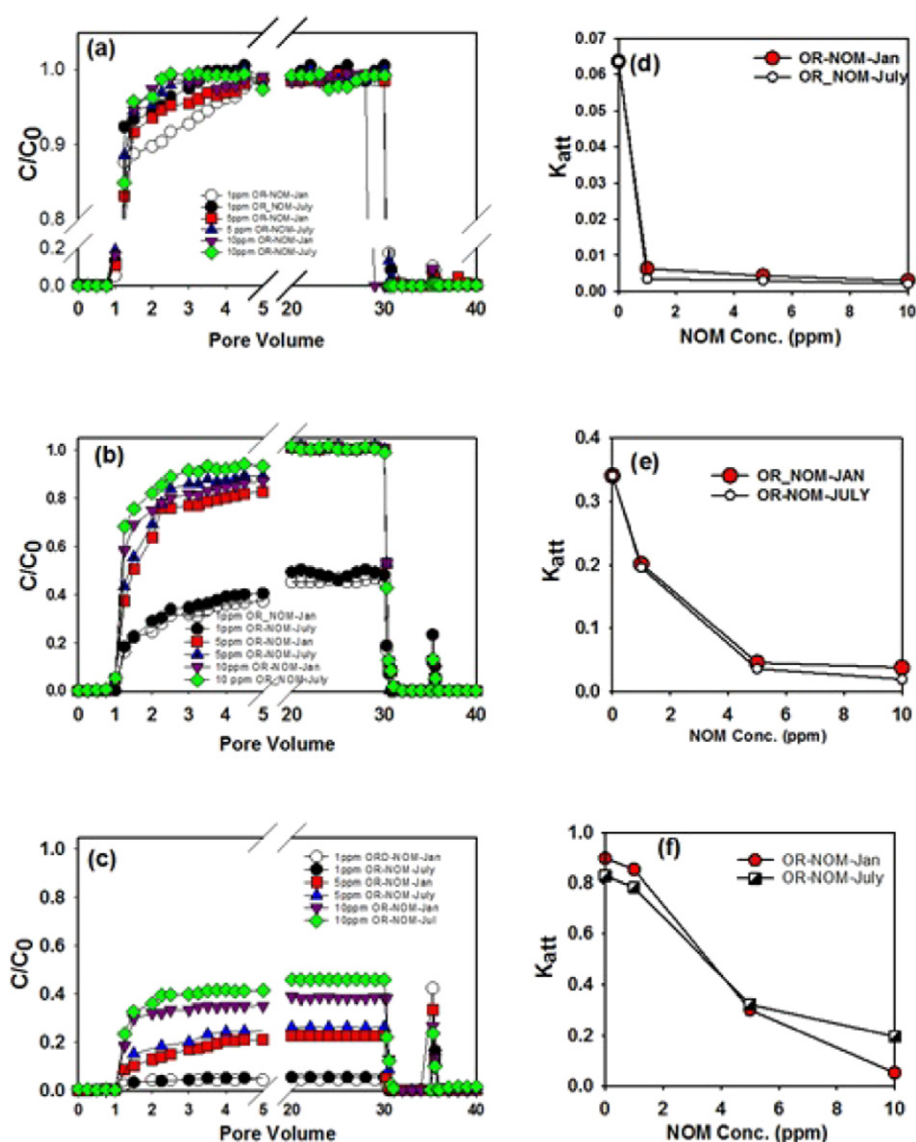 (a)
1.0
0.9
0.8
0.2
0.0
C/C0
1ppm OR-NOM-Jan
1ppm OR_NOM-July
5ppm OR-NOM-Jan
5 ppm OR-NOM-July
10ppm OR-NOM-Jan
10ppm OR-NOM-July
0 1 2 3 4 5 20 30 40
Pore Volume
(d)
0.07
0.06
0.05
0.04
0.03
0.02
0.01
0.00
Katt
OR-NOM-Jan
OR_NOM-July
0 2 4 6 8 10
NOM Conc. (ppm)
(b)
1.0
0.8
0.6
0.4
0.2
0.0
C/C0
1ppm OR_NOM-Jan
1ppm OR-NOM-July
5ppm OR-NOM-Jan
5ppm OR-NOM-July
10ppm OR-NOM-Jan
10 ppm OR-NOM-July
0 1 2 3 4 5 20 30 40
Pore Volume
(e)
0.4
0.3
0.2
0.1
0.0
Katt
OR_NOM-JAN
OR-NOM-JULY
0 2 4 6 8 10
NOM Conc. (ppm)
(c)
1.0
0.8
0.6
0.4
0.2
0.0
C/C0
1ppm ORD-NOM-Jan
1ppm OR-NOM-July
5ppm OR-NOM-Jan
5ppm OR-NOM-July
10ppm OR-NOM-Jan
10ppm OR-NOM-Jul
0 1 2 3 4 5 20 30 40
Pore Volume
(f)
1.0
0.8
0.6
0.4
0.2
0.0
Katt
OR-NOM-Jan
OR-NOM-July
0 2 4 6 8 10
NOM Conc. (ppm)